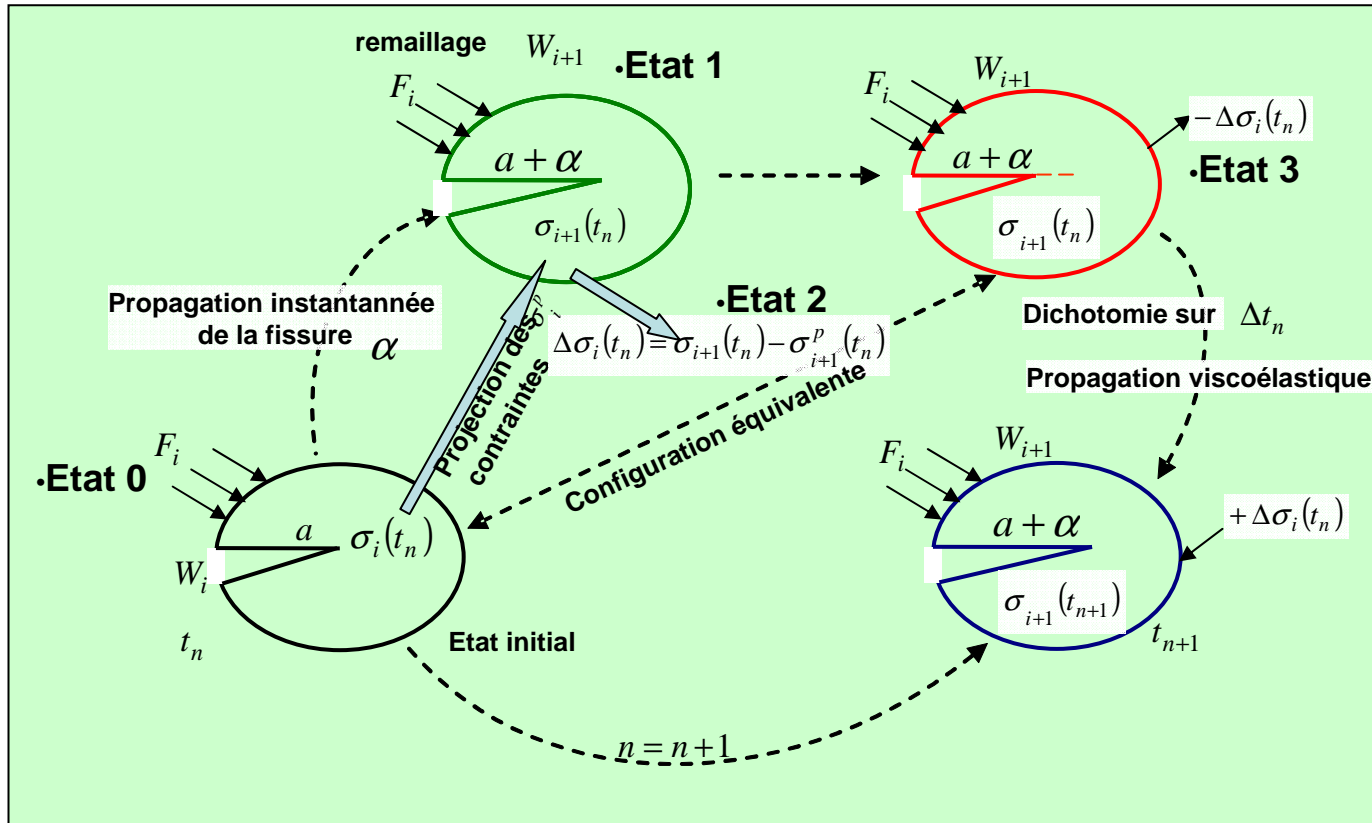 remaillage
W_{i+1}
•Etat 1
F_i
a + α
σ_{i+1}(t_n)
W_{i+1}
F_i
− Δσ_i(t_n)
a + α
•Etat 3
σ_{i+1}(t_n)
Propagation instantannée
de la fissure
α
Projection des
contraintes
σ_i^p
•Etat 2
Δσ_i(t_n) = σ_{i+1}(t_n) − σ_{i+1}^p(t_n)
Dichotomie sur
Δt_n
Propagation viscoélastique
Configuration équivalente
•Etat 0
F_i
a
σ_i(t_n)
W_i
t_n
Etat initial
W_{i+1}
F_i
a + α
+ Δσ_i(t_n)
σ_{i+1}(t_{n+1})
t_{n+1}
n = n + 1